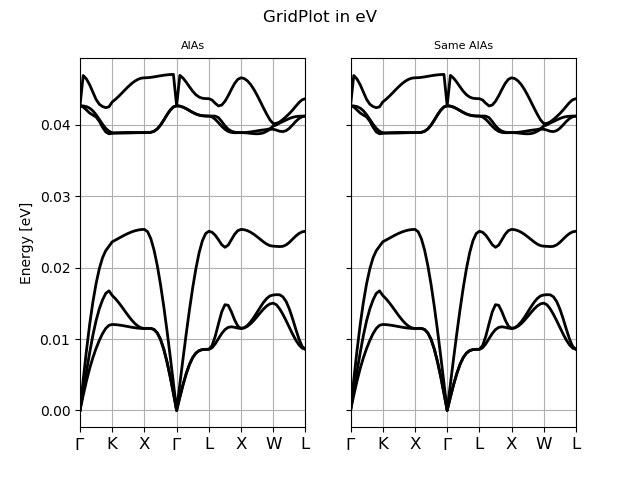 GridPlot in eV
AlAs
Same AlAs
Energy [eV]
0.04
0.03
0.02
0.01
0.00
Γ K X Γ L X W L
Γ K X Γ L X W L